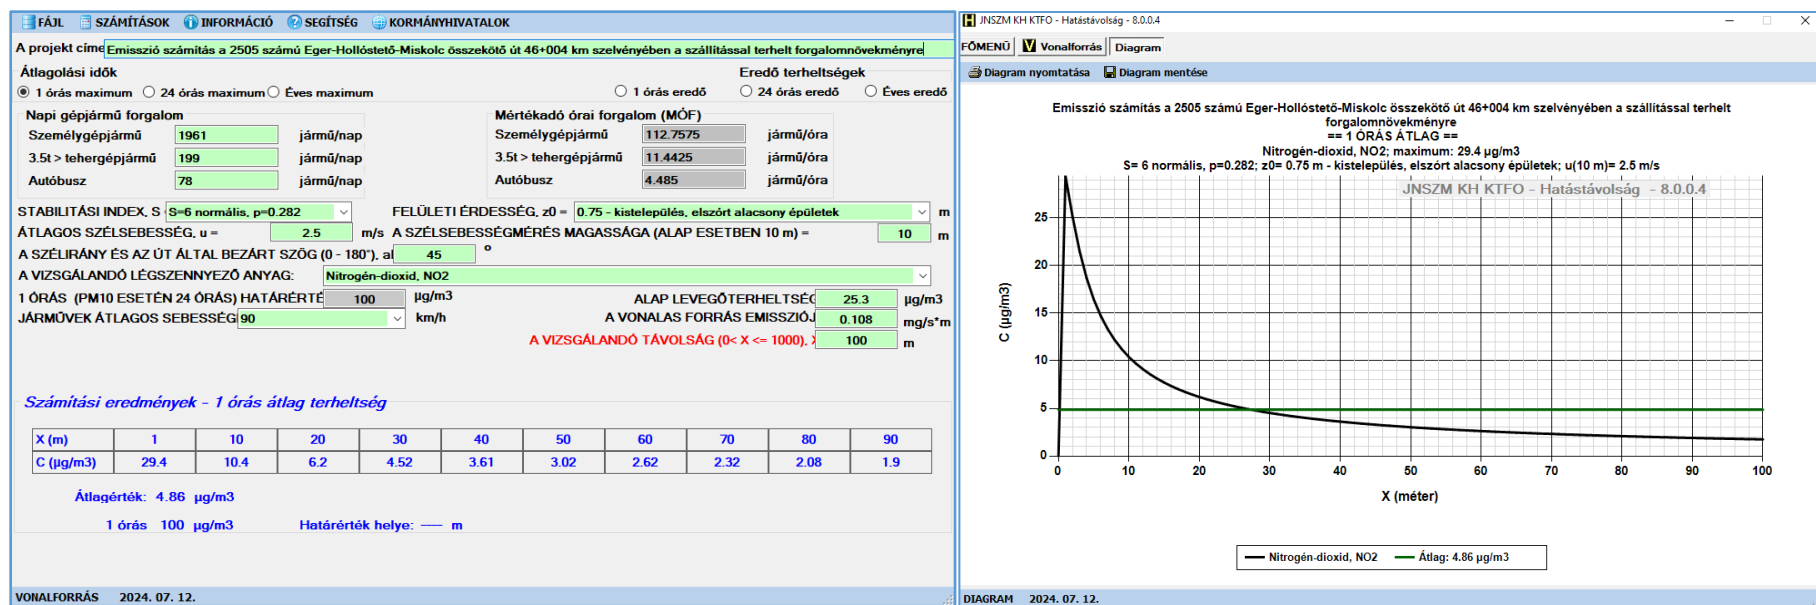 FÁJL SZÁMÍTÁSOK INFORMÁCIÓ SEGÍTSÉG KORMÁNYHIVATALOK
A projekt címe Emisszió számítás a 2505 számú Eger-Hollóstető-Miskolc összekötő út 46+004 km szelvényében a szállítással terhelt forgalomnövekményre
Átlagolási idők
Eredő terheltségek
1 órás maximum 24 órás maximum Éves maximum 1 órás eredő 24 órás eredő Éves eredő
Napi gépjármű forgalom
Személygépjármű 1961 jármű/nap
3.5t > tehergépjármű 199 jármű/nap
Autóbusz 78 jármű/nap
Mértékadó órai forgalom (MÓF)
Személygépjármű 112.7575 jármű/óra
3.5t > tehergépjármű 11.4425 jármű/óra
Autóbusz 4.485 jármű/óra
STABILITÁSI INDEX, S S=6 normális, p=0.282 FELÜLETI ÉRDESSÉG, z0 = 0.75 - kistelepülés, elszórt alacsony épületek m
ÁTLAGOS SZÉLSEBESSÉG, u = 2.5 m/s A SZÉLSEBESSÉGMÉRÉS MAGASSÁGA (ALAP ESETBEN 10 m) = 10 m
A SZÉLIRÁNY ÉS AZ ÚT ÁLTAL BEZÁRT SZÖG (0 - 180°), al 45 °
A VIZSGÁLANDÓ LÉGSZENNYEZŐ ANYAG: Nitrogén-dioxid, NO2
1 ÓRÁS (PM10 ESETÉN 24 ÓRÁS) HATÁRÉRTÉ 100 µg/m3 ALAP LEVEGŐTERHELTSÉG 25.3 µg/m3
JÁRMŰVEK ÁTLAGOS SEBESSÉG 90 km/h A VONALAS FORRÁS EMISSZIÓJ 0.108 mg/s*m
A VIZSGÁLANDÓ TÁVOLSÁG (0< X <= 1000), X 100 m
Számítási eredmények - 1 órás átlag terheltség
X (m) 1 10 20 30 40 50 60 70 80 90
C (µg/m3) 29.4 10.4 6.2 4.52 3.61 3.02 2.62 2.32 2.08 1.9
Átlagérték: 4.86 µg/m3
1 órás 100 µg/m3 Határérték helye: --- m
VONALFORRÁS 2024. 07. 12.
JNSZM KH KTFO - Hatástávolság - 8.0.0.4
FŐMENŰ Vonalforrás Diagram
Diagram nyomtatása Diagram mentése
Emisszió számítás a 2505 számú Eger-Hollóstető-Miskolc összekötő út 46+004 km szelvényében a szállítással terhelt
forgalomnövekményre
== 1 ÓRÁS ÁTLAG ==
Nitrogén-dioxid, NO2; maximum: 29.4 µg/m3
S= 6 normális, p=0.282; z0= 0.75 m - kistelepülés, elszórt alacsony épületek; u(10 m)= 2.5 m/s
JNSZM KH KTFO - Hatástávolság - 8.0.0.4
25
20
15
10
5
0
C (µg/m3)
0 10 20 30 40 50 60 70 80 90 100
X (méter)
Nitrogén-dioxid, NO2 Átlag: 4.86 µg/m3
DIAGRAM 2024. 07. 12.